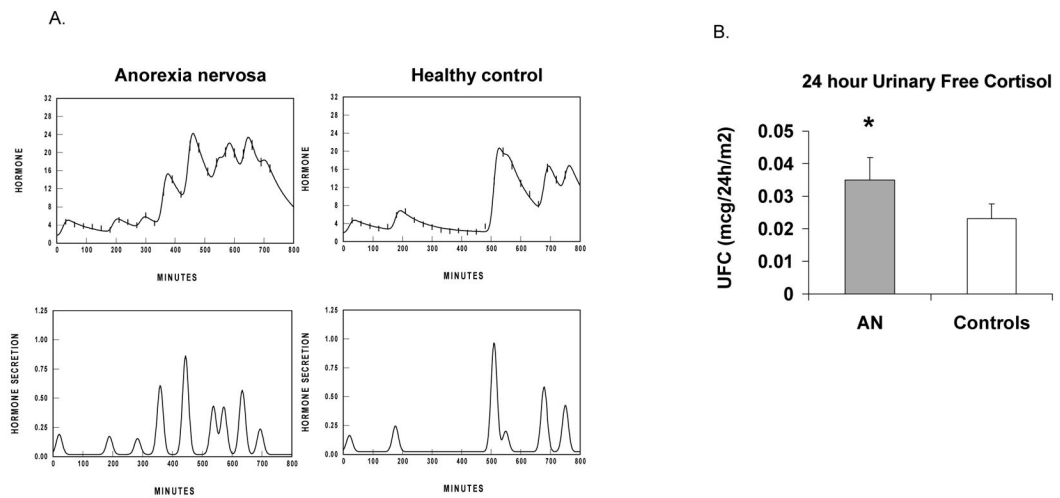 A.
Anorexia nervosa
Healthy control
32
28
24
20
16
12
8
4
0
HORMONE
0 100 200 300 400 500 600 700 800
MINUTES
32
28
24
20
16
12
8
4
0
HORMONE
0 100 200 300 400 500 600 700 800
MINUTES
1.25
1.00
0.75
0.50
0.25
0.00
HORMONE SECRETION
0 100 200 300 400 500 600 700 800
MINUTES
1.25
1.00
0.75
0.50
0.25
0.00
HORMONE SECRETION
0 100 200 300 400 500 600 700 800
MINUTES
B.
24 hour Urinary Free Cortisol
*
0.05
0.04
0.03
0.02
0.01
0
UFC (mcg/24h/m2)
AN
Controls